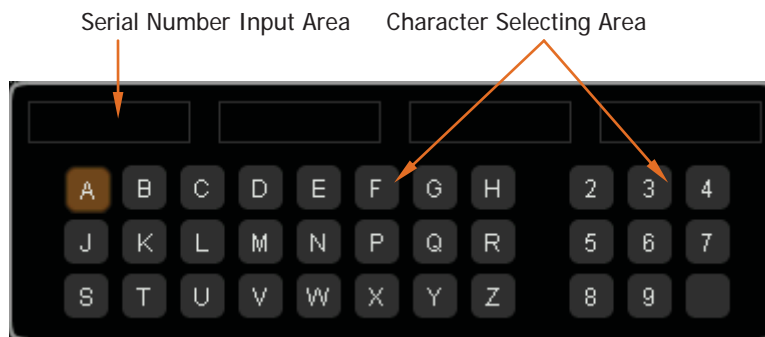 Serial Number Input Area Character Selecting Area
A B C D E F G H 2 3 4
J K L M N P Q R 5 6 7
S T U V W X Y Z 8 9